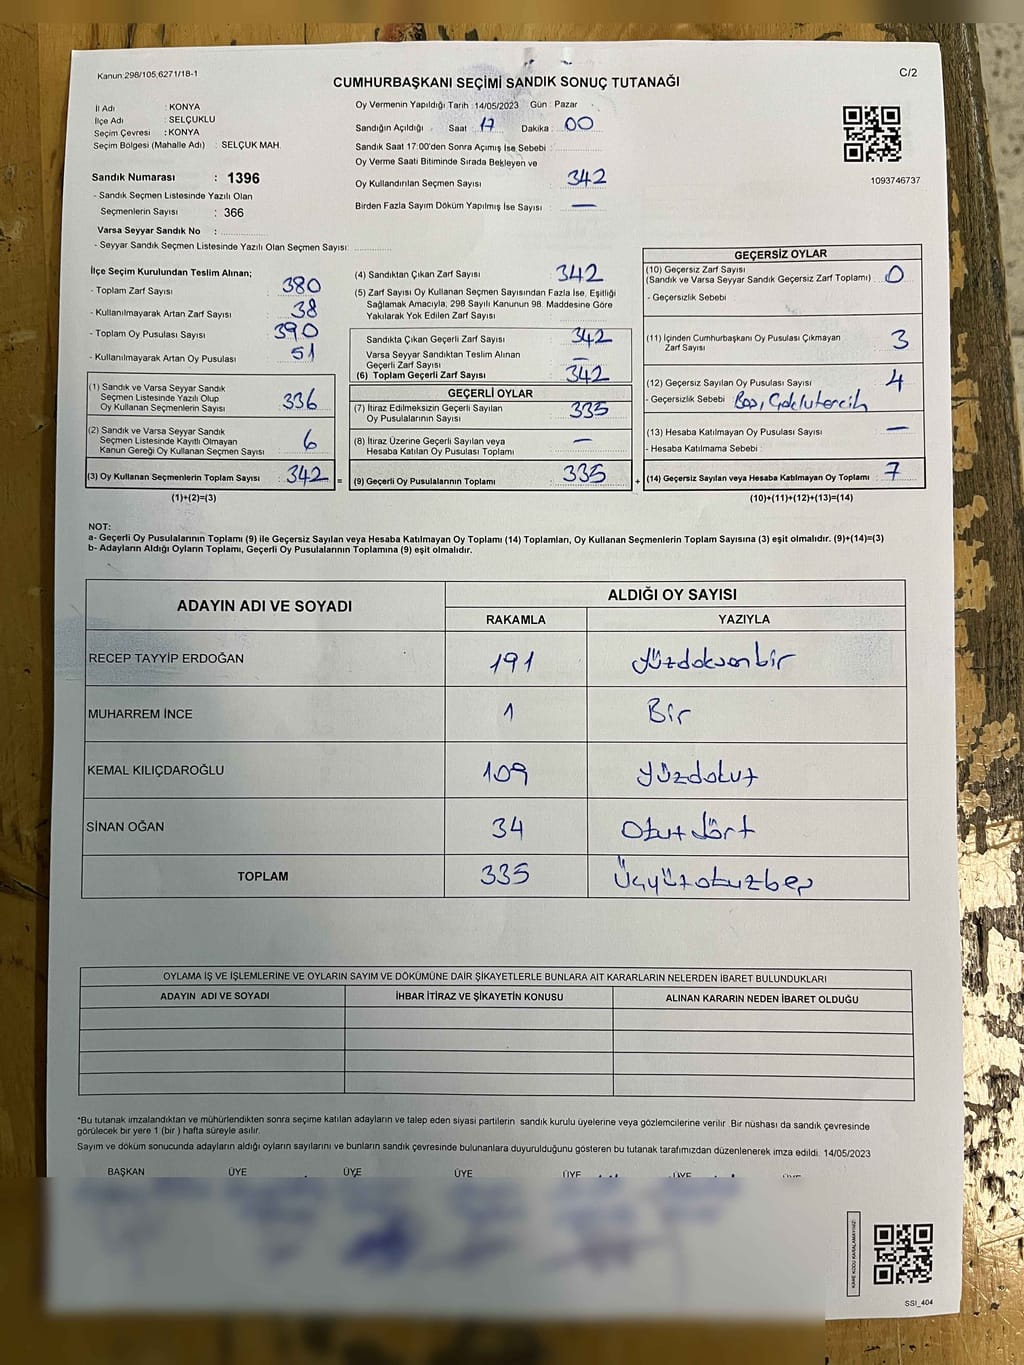 Kanun:298/105,6271/18-1
C/2
CUMHURBAŞKANI SEÇİMİ SANDIK SONUÇ TUTANAĞI
İl Adı : KONYA
İlçe Adı : SELÇUKLU
Seçim Çevresi : KONYA
Seçim Bölgesi (Mahalle Adı) : SELÇUK MAH.
Sandık Numarası : 1396
- Sandık Seçmen Listesinde Yazılı Olan
Seçmenlerin Sayısı : 366
Varsa Seyyar Sandık No :
- Seyyar Sandık Seçmen Listesinde Yazılı Olan Seçmen Sayısı:
Oy Vermenin Yapıldığı Tarih :14/05/2023 Gün : Pazar
Sandığın Açıldığı Saat : 17 Dakika : 00
Sandık Saat 17:00'den Sonra Açımış İse Sebebi :
Oy Verme Saati Bitiminde Sırada Bekleyen ve
Oy Kullandırılan Seçmen Sayısı : 342
Birden Fazla Sayım Döküm Yapılmış İse Sayısı : —
1093746737
İlçe Seçim Kurulundan Teslim Alınan;
- Toplam Zarf Sayısı : 380
- Kullanılmayarak Artan Zarf Sayısı : 38
- Toplam Oy Pusulası Sayısı : 390
- Kullanılmayarak Artan Oy Pusulası : 51
(1) Sandık ve Varsa Seyyar Sandık
Seçmen Listesinde Yazılı Olup
Oy Kullanan Seçmenlerin Sayısı : 336
(2) Sandık ve Varsa Seyyar Sandık
Seçmen Listesinde Kayıtlı Olmayan
Kanun Gereği Oy Kullanan Seçmen Sayısı : 6
(3) Oy Kullanan Seçmenlerin Toplam Sayısı : 342 =
(1)+(2)=(3)
(4) Sandıktan Çıkan Zarf Sayısı : 342
(5) Zarf Sayısı Oy Kullanan Seçmen Sayısından Fazla İse, Eşitliği
Sağlamak Amacıyla; 298 Sayılı Kanunun 98. Maddesine Göre
Yakılarak Yok Edilen Zarf Sayısı :
Sandıkta Çıkan Geçerli Zarf Sayısı : 342
Varsa Seyyar Sandıktan Teslim Alınan
Geçerli Zarf Sayısı : —
(6) Toplam Geçerli Zarf Sayısı : 342
GEÇERLİ OYLAR
(7) İtiraz Edilmeksizin Geçerli Sayılan
Oy Pusulalarının Sayısı : 335
(8) İtiraz Üzerine Geçerli Sayılan veya
Hesaba Katılan Oy Pusulası Toplamı : —
(9) Geçerli Oy Pusulalarının Toplamı : 335 +
GEÇERSİZ OYLAR
(10) Geçersiz Zarf Sayısı
(Sandık ve Varsa Seyyar Sandık Geçersiz Zarf Toplamı) : 0
- Geçersizlik Sebebi :
(11) İçinden Cumhurbaşkanı Oy Pusulası Çıkmayan
Zarf Sayısı : 3
(12) Geçersiz Sayılan Oy Pusulası Sayısı : 4
- Geçersizlik Sebebi : Boş, Çoklu tercih
(13) Hesaba Katılmayan Oy Pusulası Sayısı : —
- Hesaba Katılmama Sebebi :
(14) Geçersiz Sayılan veya Hesaba Katılmayan Oy Toplamı : 7
(10)+(11)+(12)+(13)=(14)
NOT:
a- Geçerli Oy Pusulalarının Toplamı (9) ile Geçersiz Sayılan veya Hesaba Katılmayan Oy Toplamı (14) Toplamları, Oy Kullanan Seçmenlerin Toplam Sayısına (3) eşit olmalıdır. (9)+(14)=(3)
b- Adayların Aldığı Oyların Toplamı, Geçerli Oy Pusulalarının Toplamına (9) eşit olmalıdır.
ADAYIN ADI VE SOYADI
ALDIĞI OY SAYISI
RAKAMLA YAZIYLA
RECEP TAYYİP ERDOĞAN 191 Yüzdoksanbir
MUHARREM İNCE 1 Bir
KEMAL KILIÇDAROĞLU 109 Yüzdokuz
SİNAN OĞAN 34 Otuz dört
TOPLAM 335 Üçyüzotuzbeş
OYLAMA İŞ VE İŞLEMLERİNE VE OYLARIN SAYIM VE DÖKÜMÜNE DAİR ŞİKAYETLERLE BUNLARA AİT KARARLARIN NELERDEN İBARET BULUNDUKLARI
ADAYIN ADI VE SOYADI İHBAR İTİRAZ VE ŞİKAYETİN KONUSU ALINAN KARARIN NEDEN İBARET OLDUĞU
*Bu tutanak imzalandıktan ve mühürlendikten sonra seçime katılan adayların ve talep eden siyasi partilerin sandık kurulu üyelerine veya gözlemcilerine verilir. Bir nüshası da sandık çevresinde
görülecek bir yere 1 (bir ) hafta süreyle asılır.
Sayım ve döküm sonucunda adayların aldığı oyların sayılarını ve bunların sandık çevresinde bulunanlara duyurulduğunu gösteren bu tutanak tarafımızdan düzenlenerek imza edildi. 14/05/2023
BAŞKAN ÜYE ÜYE ÜYE ÜYE ÜYE ÜYE
KARE KODU KARALAMAYINIZ!
SSI_404